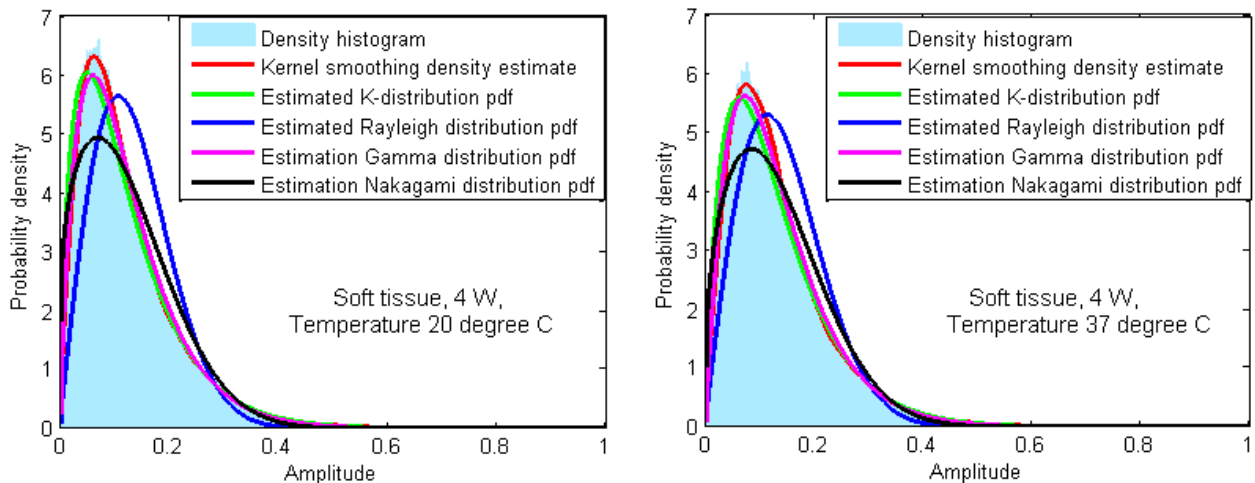 7
6
5
4
3
2
1
0
Probability density
Density histogram
Kernel smoothing density estimate
Estimated K-distribution pdf
Estimated Rayleigh distribution pdf
Estimation Gamma distribution pdf
Estimation Nakagami distribution pdf
Soft tissue, 4 W,
Temperature 20 degree C
0 0.2 0.4 0.6 0.8 1
Amplitude
7
6
5
4
3
2
1
0
Probability density
Density histogram
Kernel smoothing density estimate
Estimated K-distribution pdf
Estimated Rayleigh distribution pdf
Estimation Gamma distribution pdf
Estimation Nakagami distribution pdf
Soft tissue, 4 W,
Temperature 37 degree C
0 0.2 0.4 0.6 0.8 1
Amplitude